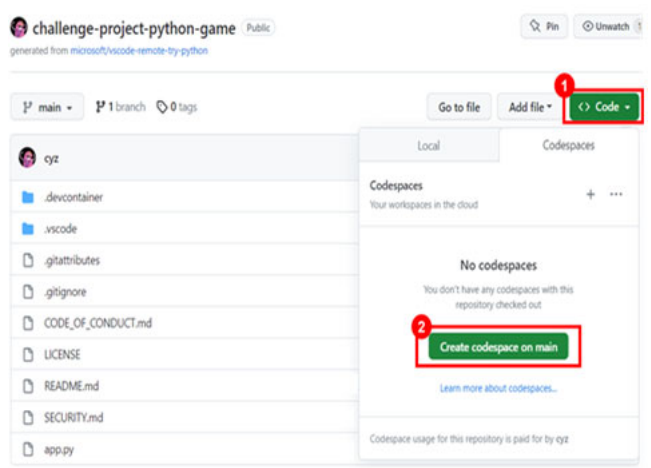 challenge-project-python-game Public
Pin
Unwatch
generated from microsoft/vscode-remote-try-python
main
1 branch
0 tags
Go to file
Add file
1
<> Code
cyz
.devcontainer
.vscode
.gitattributes
.gitignore
CODE_OF_CONDUCT.md
LICENSE
README.md
SECURITY.md
app.py
Local
Codespaces
Codespaces
Your workspaces in the cloud
No codespaces
You don't have any codespaces with this
repository checked out
2
Create codespace on main
Learn more about codespaces...
Codespace usage for this repository is paid for by cyz